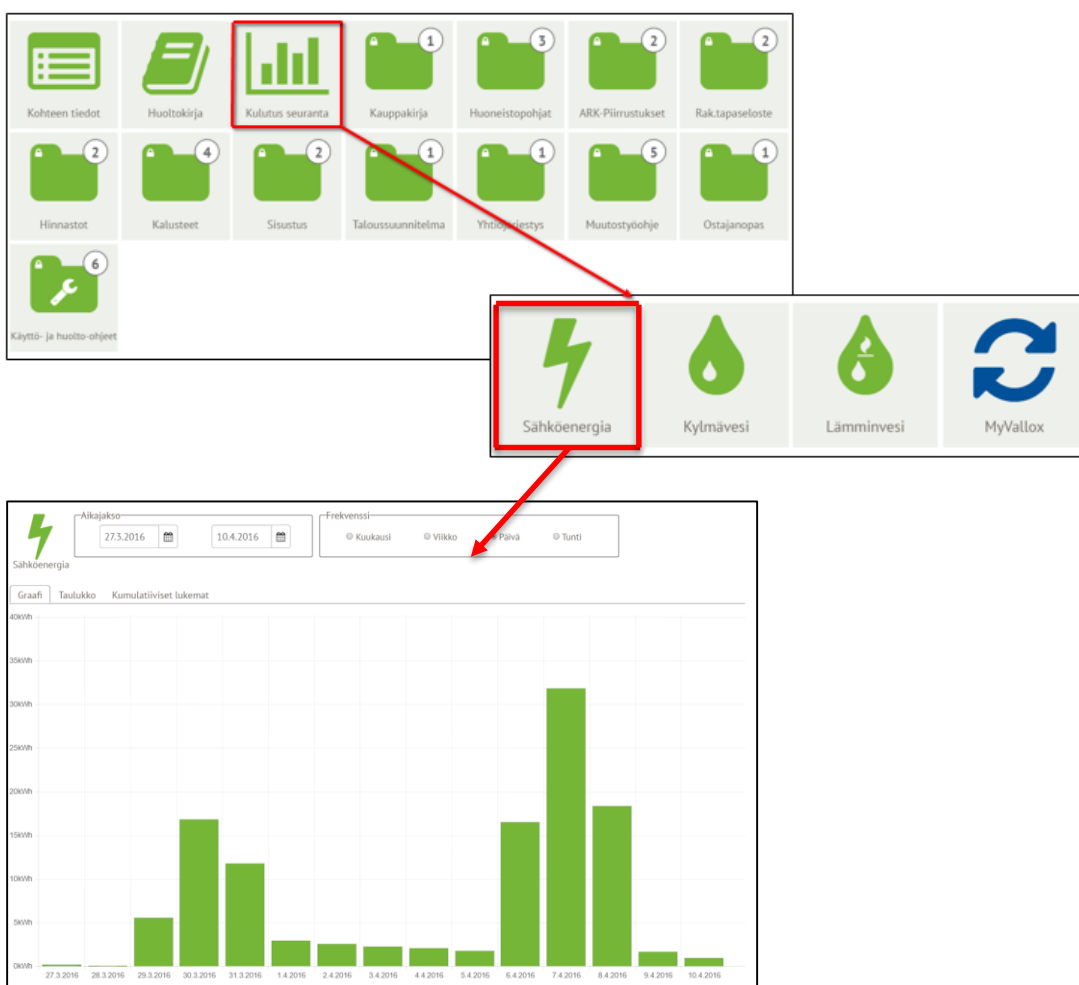 1 3 2 2
Kohteen tiedot Huoltokirja Kulutus seuranta Kauppakirja Huoneistopohjat ARK-Piirrustukset Rak.tapaseloste
2 4 2 1 1 5 1
Hinnastot Kalusteet Sisustus Taloussuunnitelma Yhtiöjärjestys Muutostyöohje Ostajanopas
6
Käyttö- ja huolto-ohjeet
Sähköenergia Kylmävesi Lämminvesi MyVallox
Aikajakso Frekvenssi
27.3.2016 10.4.2016 Kuukausi Viikko Päivä Tunti
Sähköenergia
Graafi Taulukko Kumulatiiviset lukemat
40kWh
35kWh
30kWh
25kWh
20kWh
15kWh
10kWh
5kWh
0kWh
27.3.2016 28.3.2016 29.3.2016 30.3.2016 31.3.2016 1.4.2016 2.4.2016 3.4.2016 4.4.2016 5.4.2016 6.4.2016 7.4.2016 8.4.2016 9.4.2016 10.4.2016